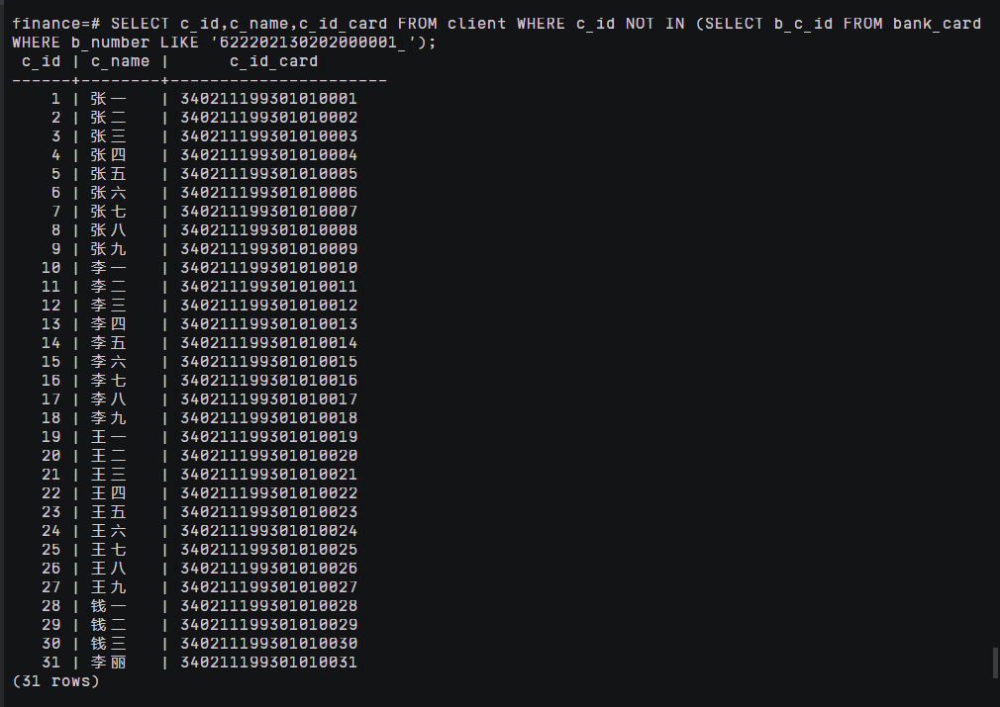 finance=# SELECT c_id,c_name,c_id_card FROM client WHERE c_id NOT IN (SELECT b_c_id FROM bank_card
WHERE b_number LIKE '622202130202000001_');
 c_id | c_name |      c_id_card
------+--------+----------------------
    1 | 张一   | 340211199301010001
    2 | 张二   | 340211199301010002
    3 | 张三   | 340211199301010003
    4 | 张四   | 340211199301010004
    5 | 张五   | 340211199301010005
    6 | 张六   | 340211199301010006
    7 | 张七   | 340211199301010007
    8 | 张八   | 340211199301010008
    9 | 张九   | 340211199301010009
   10 | 李一   | 340211199301010010
   11 | 李二   | 340211199301010011
   12 | 李三   | 340211199301010012
   13 | 李四   | 340211199301010013
   14 | 李五   | 340211199301010014
   15 | 李六   | 340211199301010015
   16 | 李七   | 340211199301010016
   17 | 李八   | 340211199301010017
   18 | 李九   | 340211199301010018
   19 | 王一   | 340211199301010019
   20 | 王二   | 340211199301010020
   21 | 王三   | 340211199301010021
   22 | 王四   | 340211199301010022
   23 | 王五   | 340211199301010023
   24 | 王六   | 340211199301010024
   25 | 王七   | 340211199301010025
   26 | 王八   | 340211199301010026
   27 | 王九   | 340211199301010027
   28 | 钱一   | 340211199301010028
   29 | 钱二   | 340211199301010029
   30 | 钱三   | 340211199301010030
   31 | 李丽   | 340211199301010031
(31 rows)